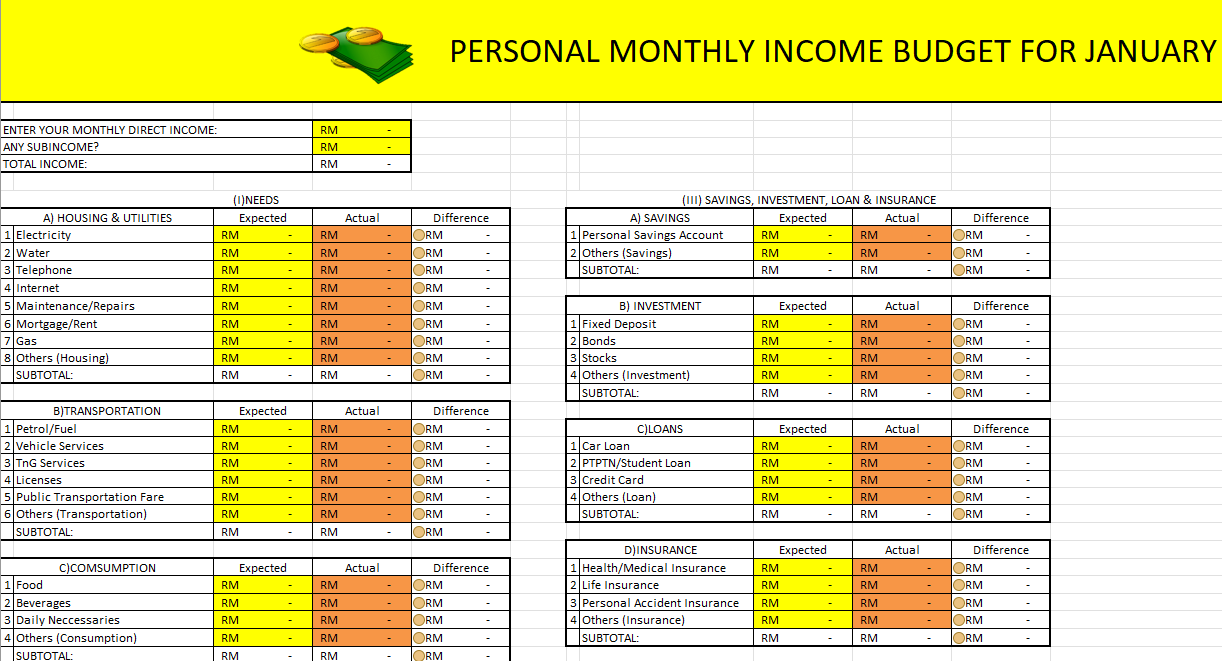 PERSONAL MONTHLY INCOME BUDGET FOR JANUARY
ENTER YOUR MONTHLY DIRECT INCOME: RM -
ANY SUBINCOME? RM -
TOTAL INCOME: RM -
(I)NEEDS
A) HOUSING & UTILITIES Expected Actual Difference
1 Electricity RM - RM - RM -
2 Water RM - RM - RM -
3 Telephone RM - RM - RM -
4 Internet RM - RM - RM -
5 Maintenance/Repairs RM - RM - RM -
6 Mortgage/Rent RM - RM - RM -
7 Gas RM - RM - RM -
8 Others (Housing) RM - RM - RM -
SUBTOTAL: RM - RM - RM -
B)TRANSPORTATION Expected Actual Difference
1 Petrol/Fuel RM - RM - RM -
2 Vehicle Services RM - RM - RM -
3 TnG Services RM - RM - RM -
4 Licenses RM - RM - RM -
5 Public Transportation Fare RM - RM - RM -
6 Others (Transportation) RM - RM - RM -
SUBTOTAL: RM - RM - RM -
C)COMSUMPTION Expected Actual Difference
1 Food RM - RM - RM -
2 Beverages RM - RM - RM -
3 Daily Neccessaries RM - RM - RM -
4 Others (Consumption) RM - RM - RM -
SUBTOTAL: RM - RM - RM -
(III) SAVINGS, INVESTMENT, LOAN & INSURANCE
A) SAVINGS Expected Actual Difference
1 Personal Savings Account RM - RM - RM -
2 Others (Savings) RM - RM - RM -
SUBTOTAL: RM - RM - RM -
B) INVESTMENT Expected Actual Difference
1 Fixed Deposit RM - RM - RM -
2 Bonds RM - RM - RM -
3 Stocks RM - RM - RM -
4 Others (Investment) RM - RM - RM -
SUBTOTAL: RM - RM - RM -
C)LOANS Expected Actual Difference
1 Car Loan RM - RM - RM -
2 PTPTN/Student Loan RM - RM - RM -
3 Credit Card RM - RM - RM -
4 Others (Loan) RM - RM - RM -
SUBTOTAL: RM - RM - RM -
D)INSURANCE Expected Actual Difference
1 Health/Medical Insurance RM - RM - RM -
2 Life Insurance RM - RM - RM -
3 Personal Accident Insurance RM - RM - RM -
4 Others (Insurance) RM - RM - RM -
SUBTOTAL: RM - RM - RM -